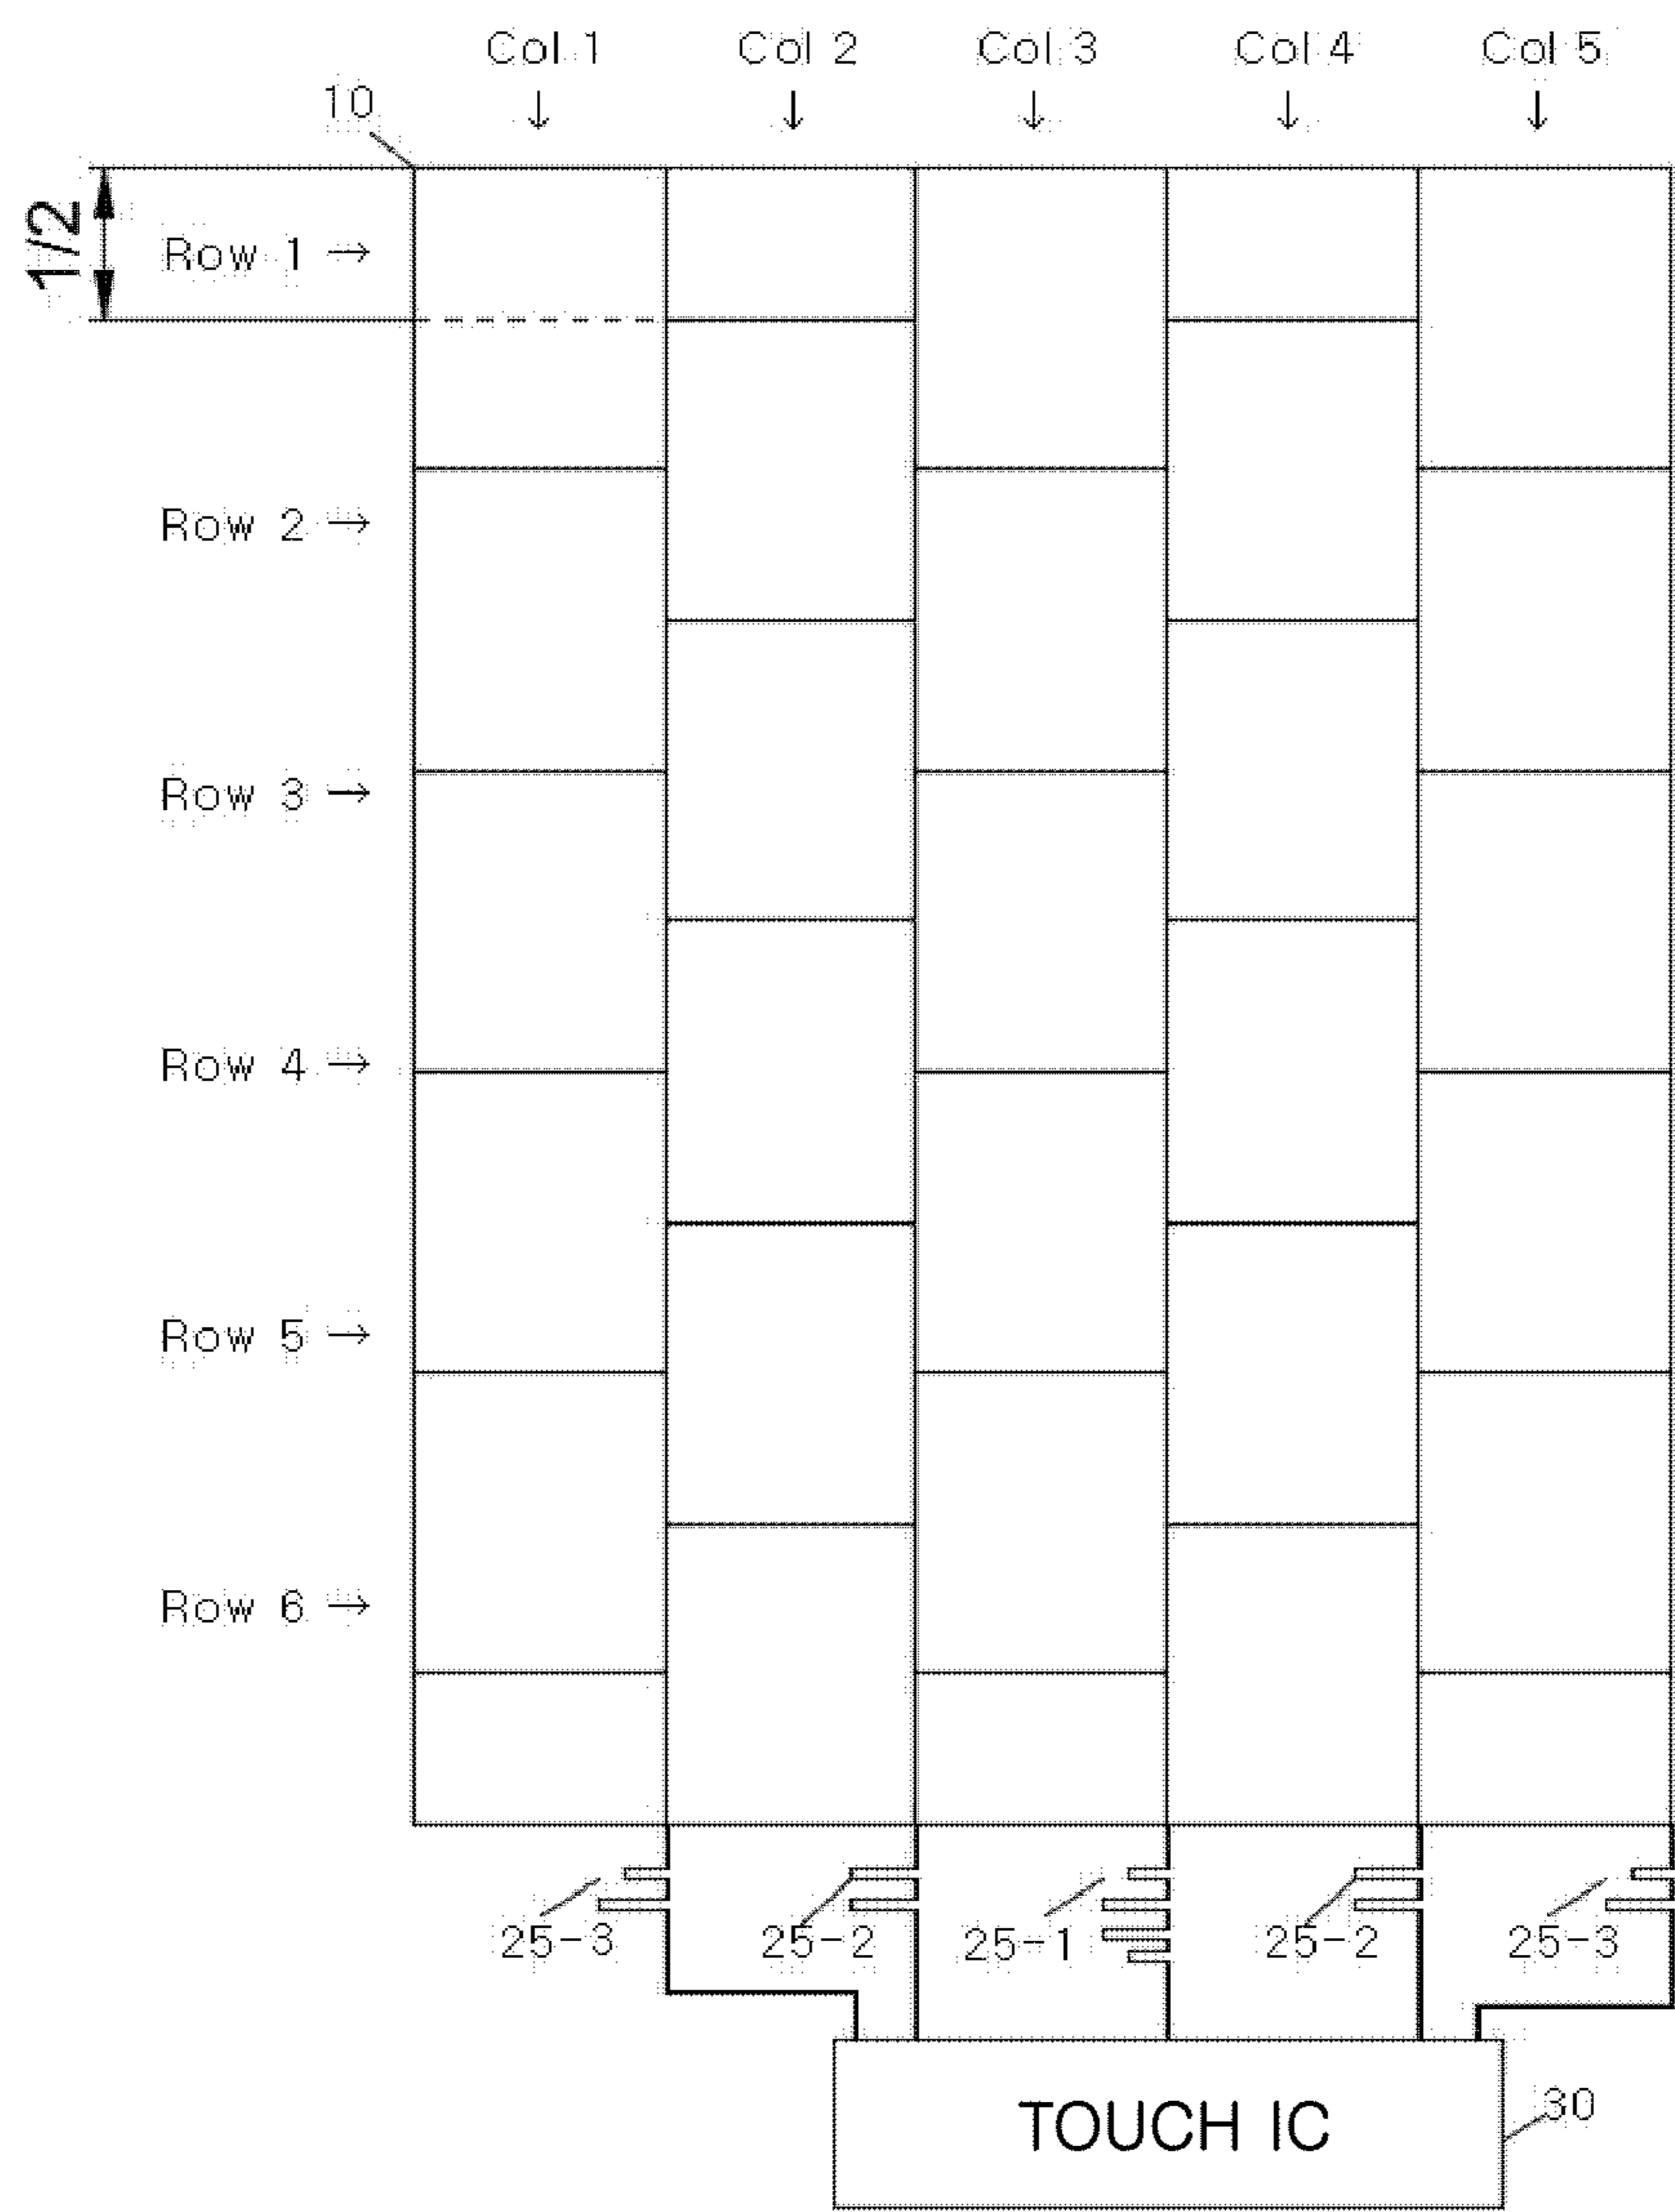 Col 1 Col 2 Col 3 Col 4 Col 5
10
1/2
Row 1 →
Row 2 →
Row 3 →
Row 4 →
Row 5 →
Row 6 →
25-3 25-2 25-1 25-2 25-3
TOUCH IC
30